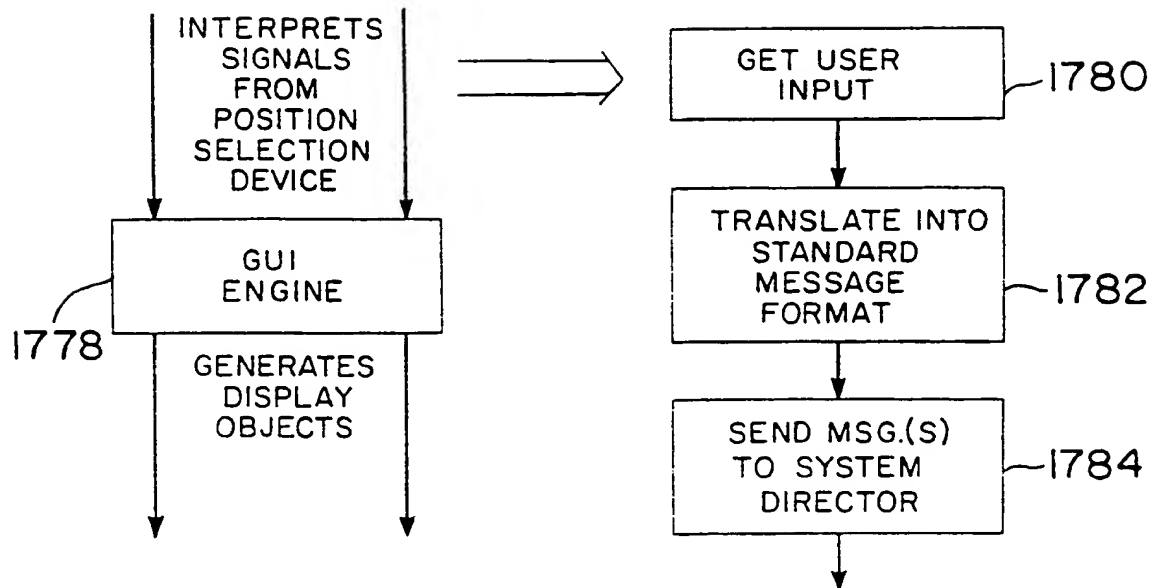 INTERPRETS
SIGNALS
FROM
POSITION
SELECTION
DEVICE
GUI
ENGINE
1778
GENERATES
DISPLAY
OBJECTS
GET USER
INPUT
1780
TRANSLATE INTO
STANDARD
MESSAGE
FORMAT
1782
SEND MSG.(S)
TO SYSTEM
DIRECTOR
1784